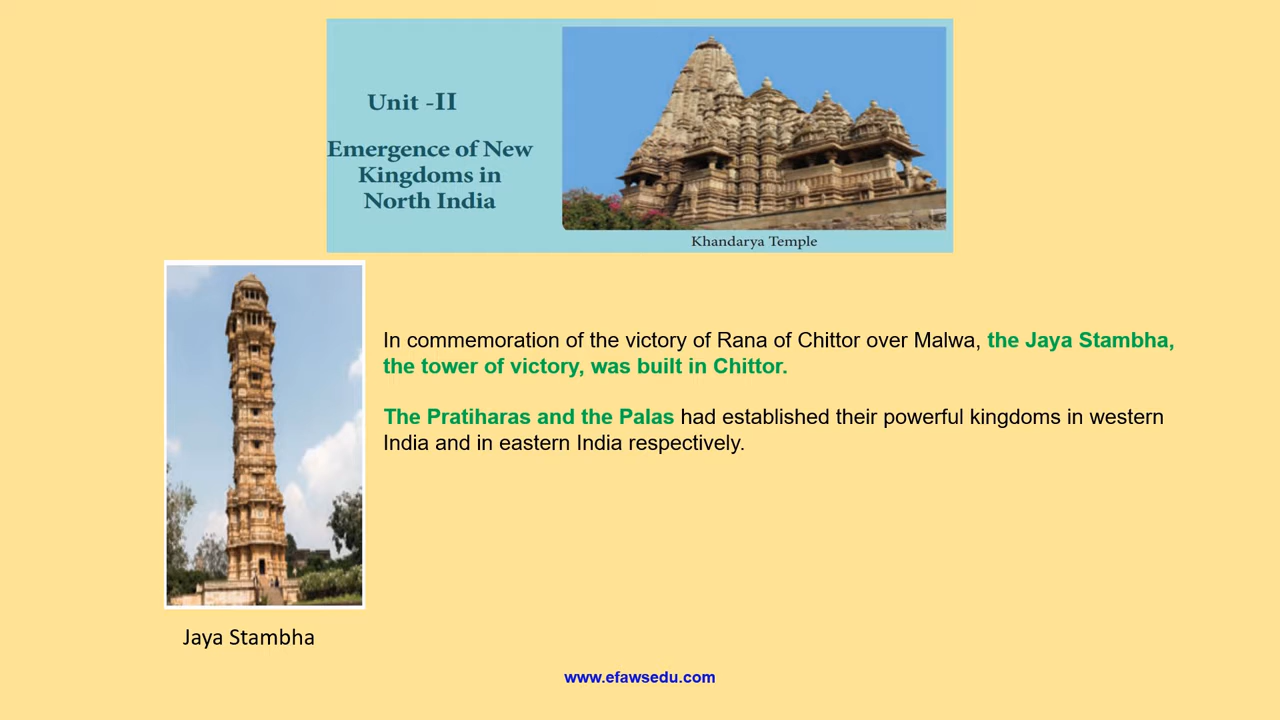 Unit -II
Emergence of New
Kingdoms in
North India
Khandarya Temple
In commemoration of the victory of Rana of Chittor over Malwa, the Jaya Stambha,
the tower of victory, was built in Chittor.
The Pratiharas and the Palas had established their powerful kingdoms in western
India and in eastern India respectively.
Jaya Stambha
www.efawsedu.com